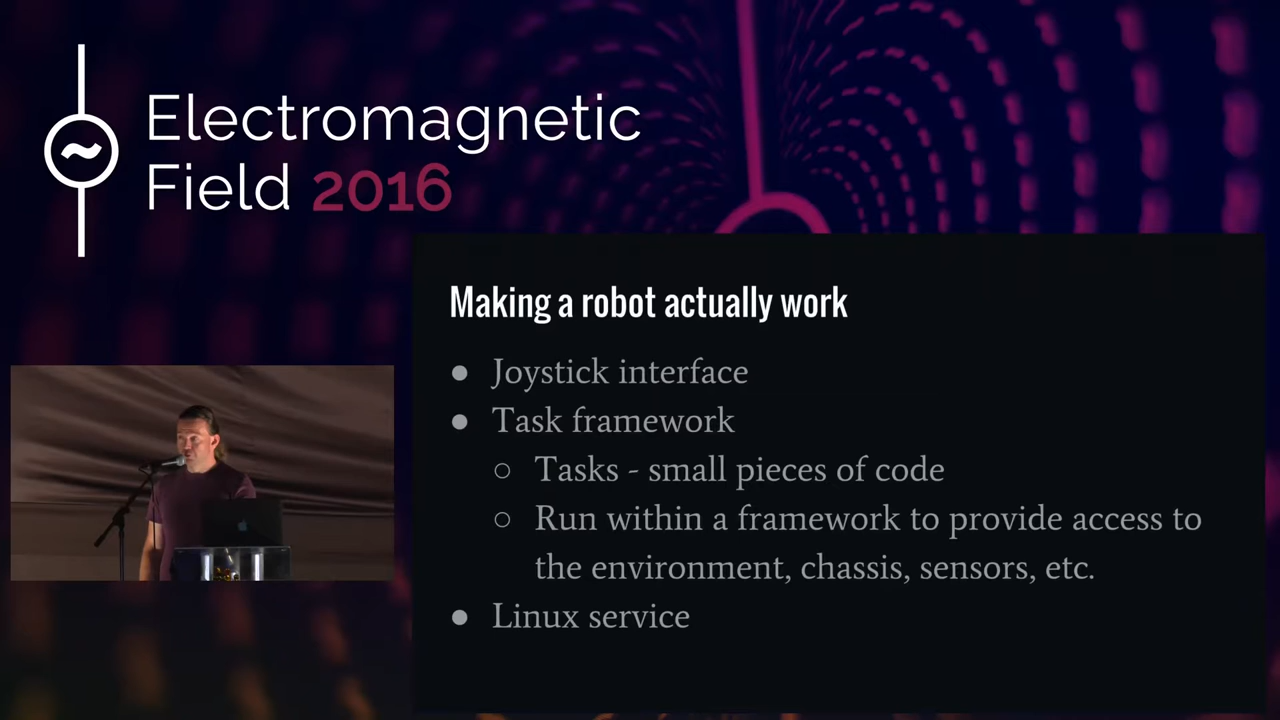 Electromagnetic
Field 2016
Making a robot actually work
● Joystick interface
● Task framework
○ Tasks - small pieces of code
○ Run within a framework to provide access to
the environment, chassis, sensors, etc.
● Linux service